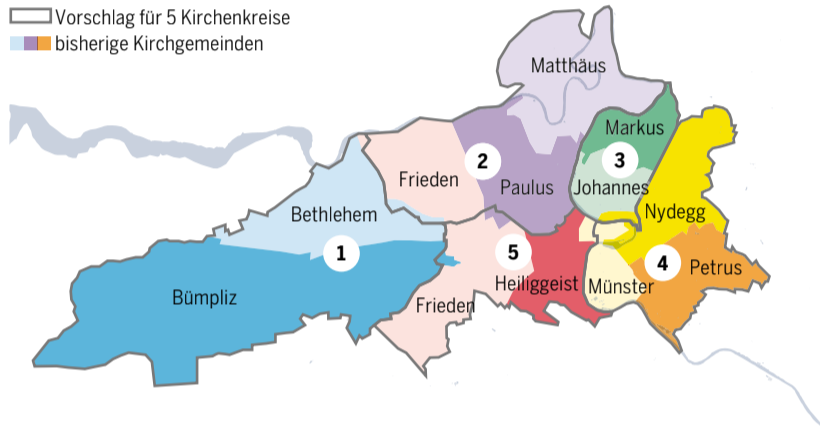 Vorschlag für 5 Kirchenkreise
bisherige Kirchgemeinden
Matthäus
Markus
2
3
Frieden
Paulus
Johannes
Bethlehem
Nydegg
1
5
4
Petrus
Heiliggeist
Münster
Bümpliz
Frieden